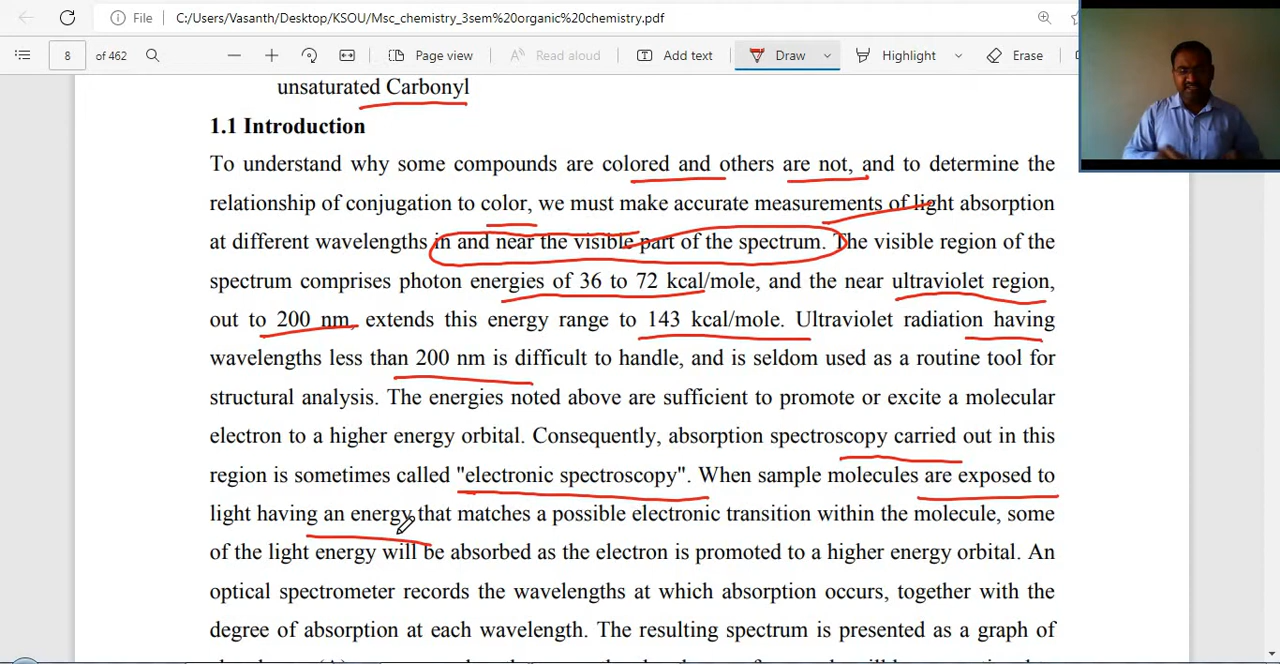 File C:/Users/Vasanth/Desktop/KSOU/Msc_chemistry_3sem%20organic%20chemistry.pdf
8 of 462 Page view Read aloud Add text Draw Highlight Erase
unsaturated Carbonyl
1.1 Introduction
To understand why some compounds are colored and others are not, and to determine the
relationship of conjugation to color, we must make accurate measurements of light absorption
at different wavelengths in and near the visible part of the spectrum. The visible region of the
spectrum comprises photon energies of 36 to 72 kcal/mole, and the near ultraviolet region,
out to 200 nm, extends this energy range to 143 kcal/mole. Ultraviolet radiation having
wavelengths less than 200 nm is difficult to handle, and is seldom used as a routine tool for
structural analysis. The energies noted above are sufficient to promote or excite a molecular
electron to a higher energy orbital. Consequently, absorption spectroscopy carried out in this
region is sometimes called "electronic spectroscopy". When sample molecules are exposed to
light having an energy that matches a possible electronic transition within the molecule, some
of the light energy will be absorbed as the electron is promoted to a higher energy orbital. An
optical spectrometer records the wavelengths at which absorption occurs, together with the
degree of absorption at each wavelength. The resulting spectrum is presented as a graph of